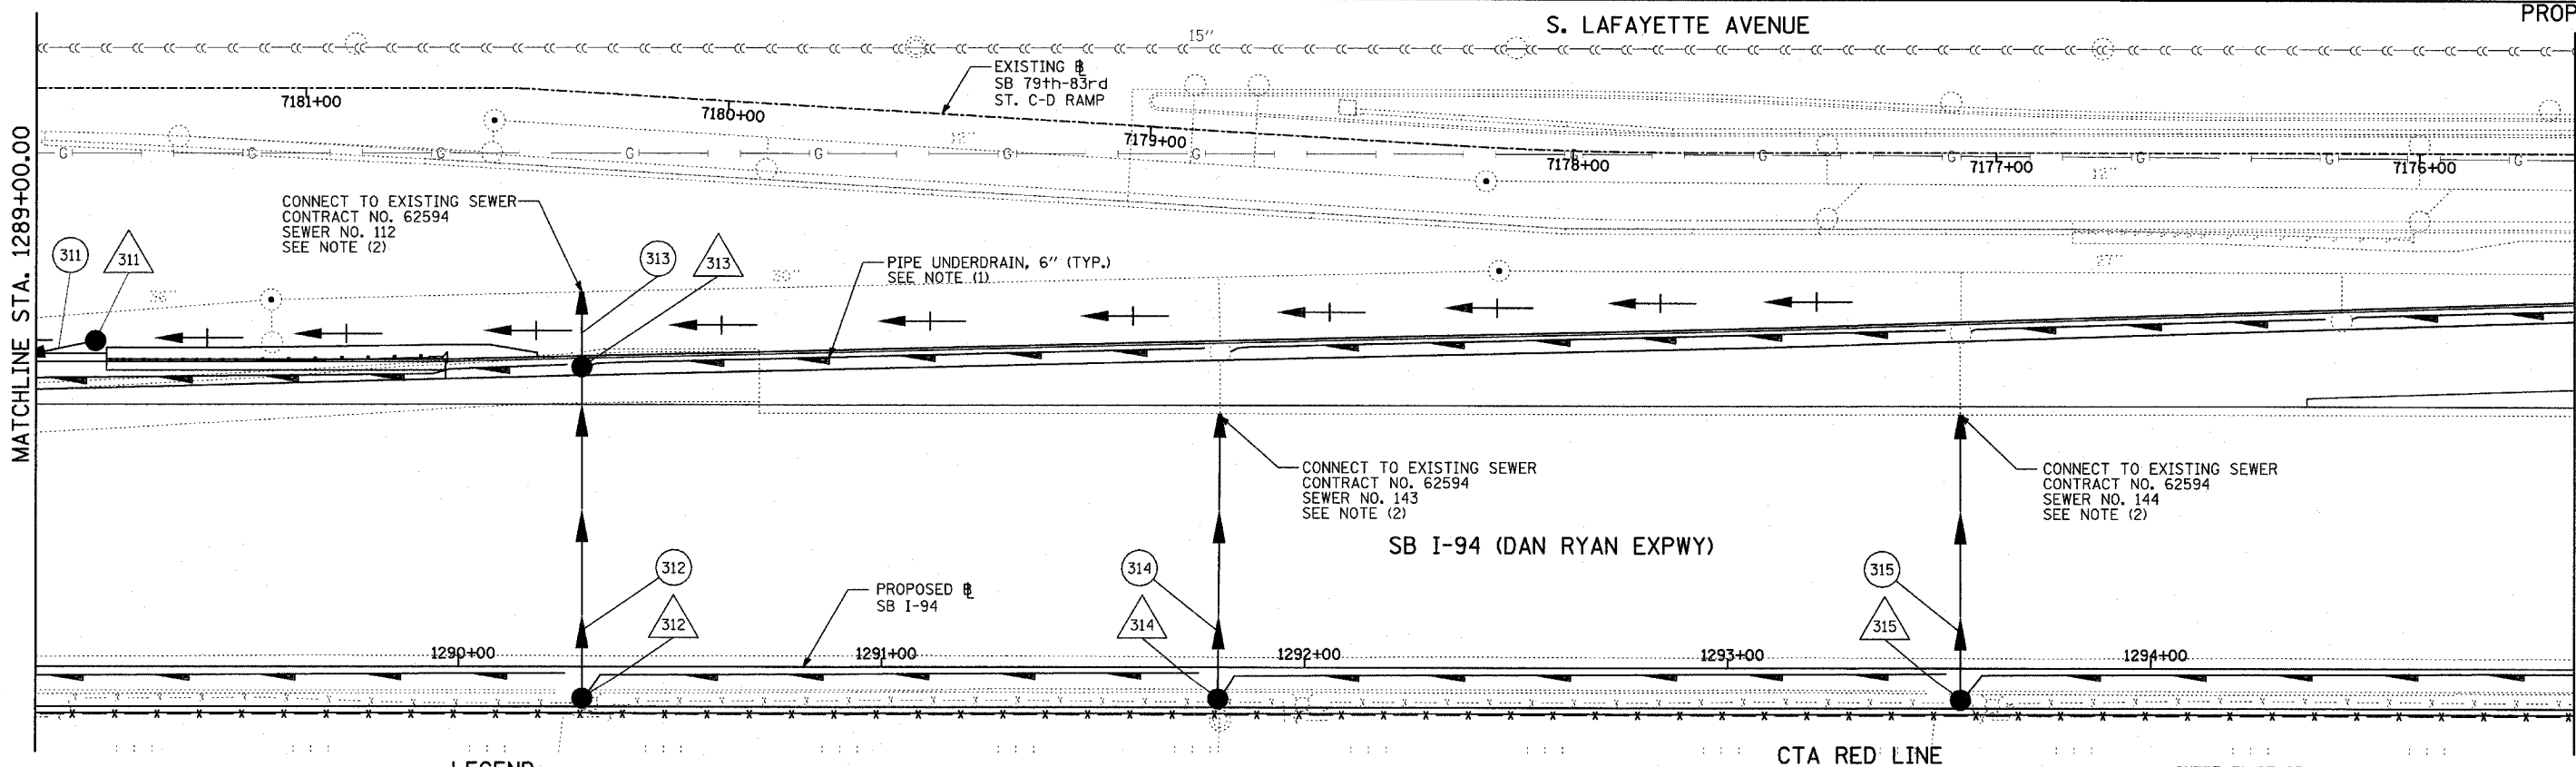 S. LAFAYETTE AVENUE
PROP
15"
EXISTING ⅊
SB 79th-83rd
ST. C-D RAMP
7181+00
7180+00
7179+00
7178+00
7177+00
7176+00
G G G G G G G G G G G G G
12"
12"
MATCHLINE STA. 1289+00.00
CONNECT TO EXISTING SEWER
CONTRACT NO. 62594
SEWER NO. 112
SEE NOTE (2)
311
311
313
313
PIPE UNDERDRAIN, 6" (TYP.)
SEE NOTE (1)
36"
30"
27"
CONNECT TO EXISTING SEWER
CONTRACT NO. 62594
SEWER NO. 143
SEE NOTE (2)
CONNECT TO EXISTING SEWER
CONTRACT NO. 62594
SEWER NO. 144
SEE NOTE (2)
SB I-94 (DAN RYAN EXPWY)
312
312
PROPOSED ⅊
SB I-94
314
314
315
315
1290+00
1291+00
1292+00
1293+00
1294+00
CTA RED LINE
LEGEND